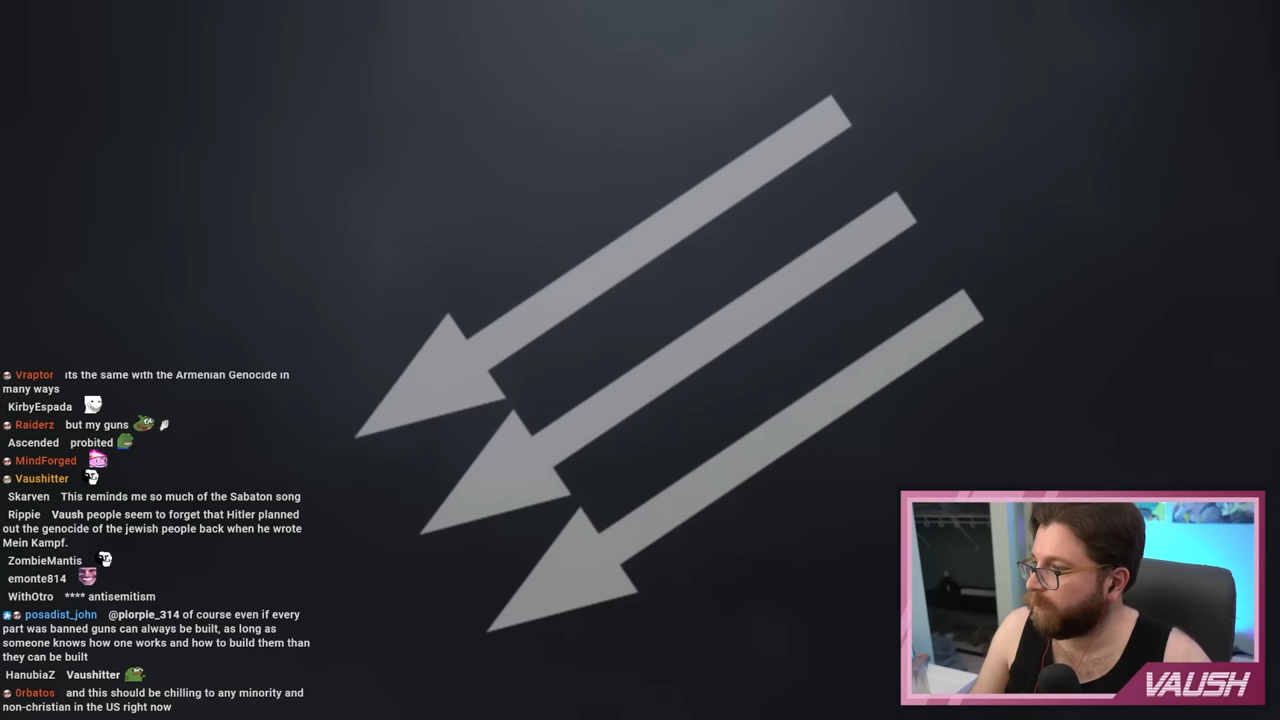 Vraptor its the same with the Armenian Genocide in
many ways
KirbyEspada
Raiderz but my guns
Ascended probited
MindForged
Vaushitter
Skarven This reminds me so much of the Sabaton song
Rippie Vaush people seem to forget that Hitler planned
out the genocide of the jewish people back when he wrote
Mein Kampf.
ZombieMantis
emonte814
WithOtro **** antisemitism
posadist_john @plorple_314 of course even if every
part was banned guns can always be built, as long as
someone knows how one works and how to build them than
they can be built
HanubiaZ Vaushitter
0rbatos and this should be chilling to any minority and
non-christian in the US right now
VAUSH